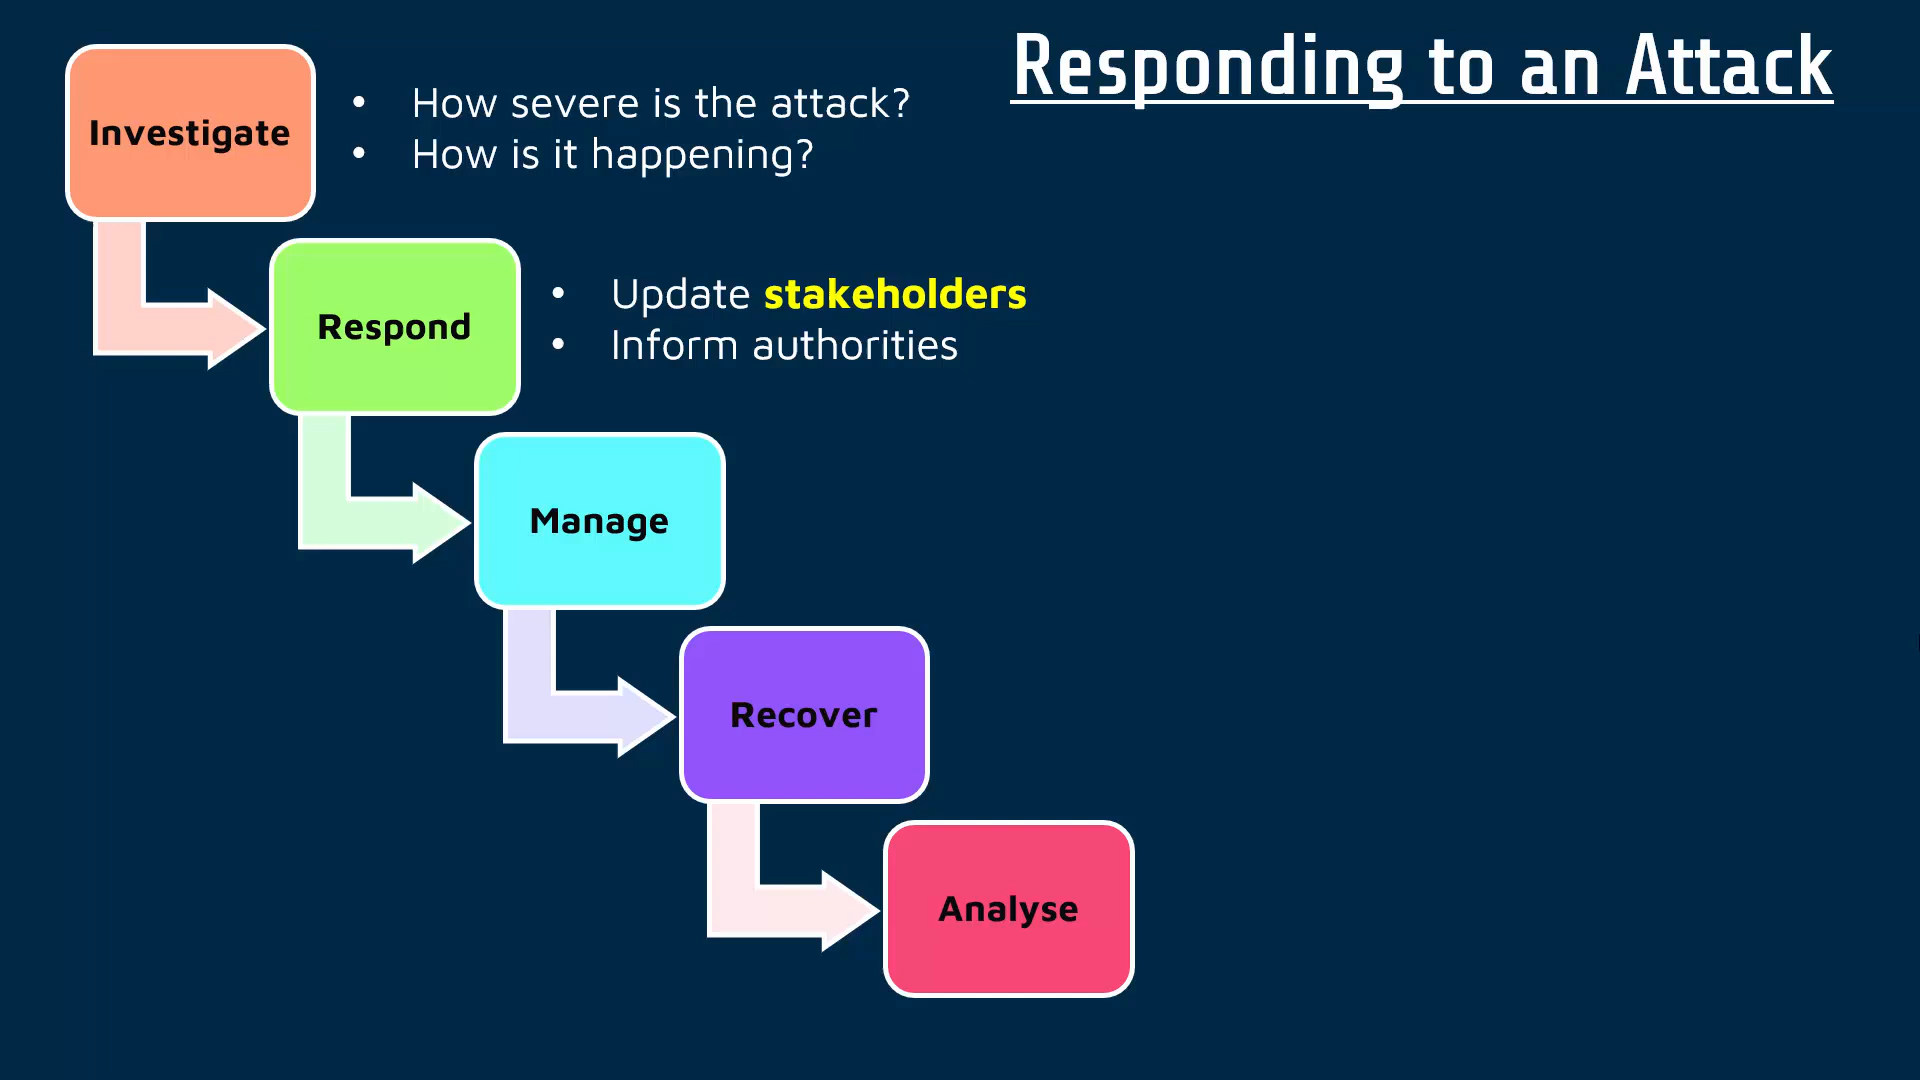 Responding to an Attack
Investigate
• How severe is the attack?
• How is it happening?
Respond
• Update stakeholders
• Inform authorities
Manage
Recover
Analyse